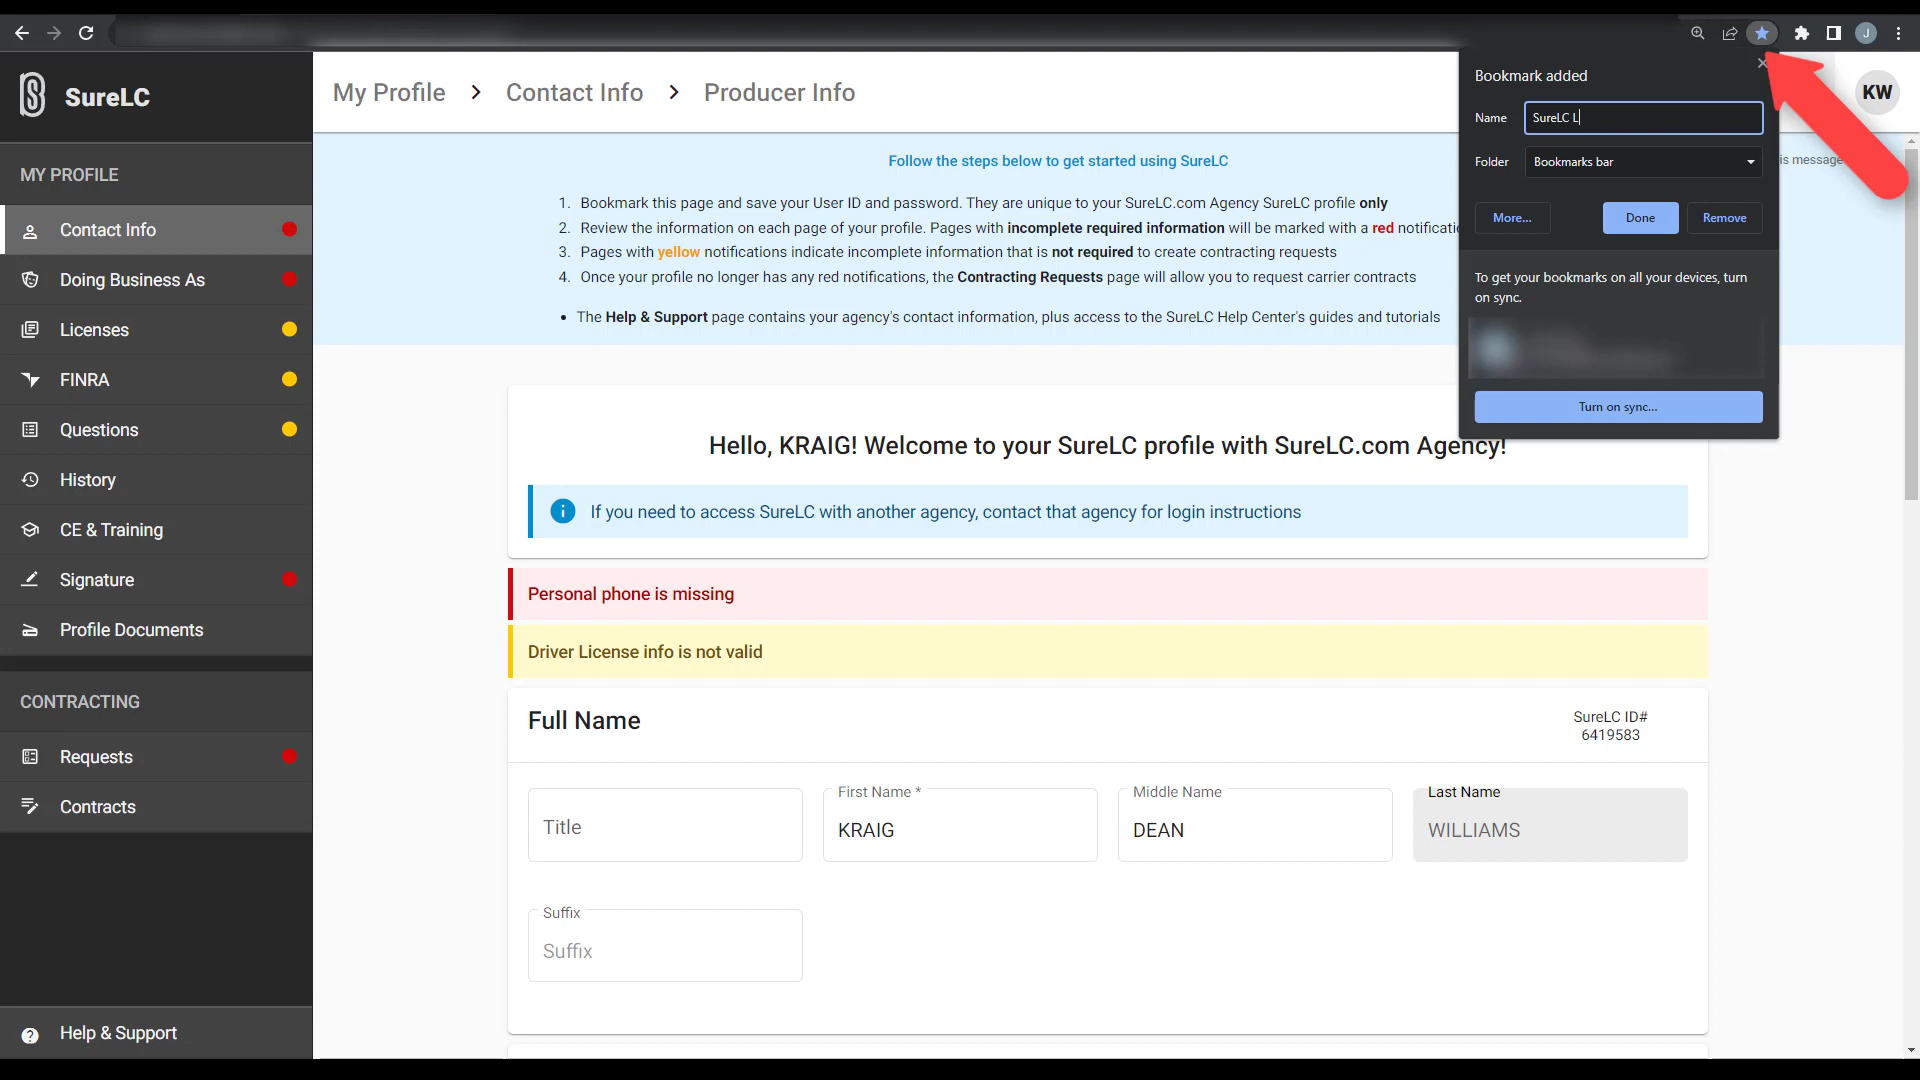 J
SureLC
MY PROFILE
Contact Info
Doing Business As
Licenses
FINRA
Questions
History
CE & Training
Signature
Profile Documents
CONTRACTING
Requests
Contracts
Help & Support
My Profile > Contact Info > Producer Info
KW
Follow the steps below to get started using SureLC
is message
1. Bookmark this page and save your User ID and password. They are unique to your SureLC.com Agency SureLC profile only
2. Review the information on each page of your profile. Pages with incomplete required information will be marked with a red notificati
3. Pages with yellow notifications indicate incomplete information that is not required to create contracting requests
4. Once your profile no longer has any red notifications, the Contracting Requests page will allow you to request carrier contracts
• The Help & Support page contains your agency's contact information, plus access to the SureLC Help Center's guides and tutorials
Bookmark added
Name SureLC L
Folder Bookmarks bar
More... Done Remove
To get your bookmarks on all your devices, turn
on sync.
Turn on sync...
Hello, KRAIG! Welcome to your SureLC profile with SureLC.com Agency!
If you need to access SureLC with another agency, contact that agency for login instructions
Personal phone is missing
Driver License info is not valid
Full Name
SureLC ID#
6419583
Title
First Name *
KRAIG
Middle Name
DEAN
Last Name
WILLIAMS
Suffix
Suffix